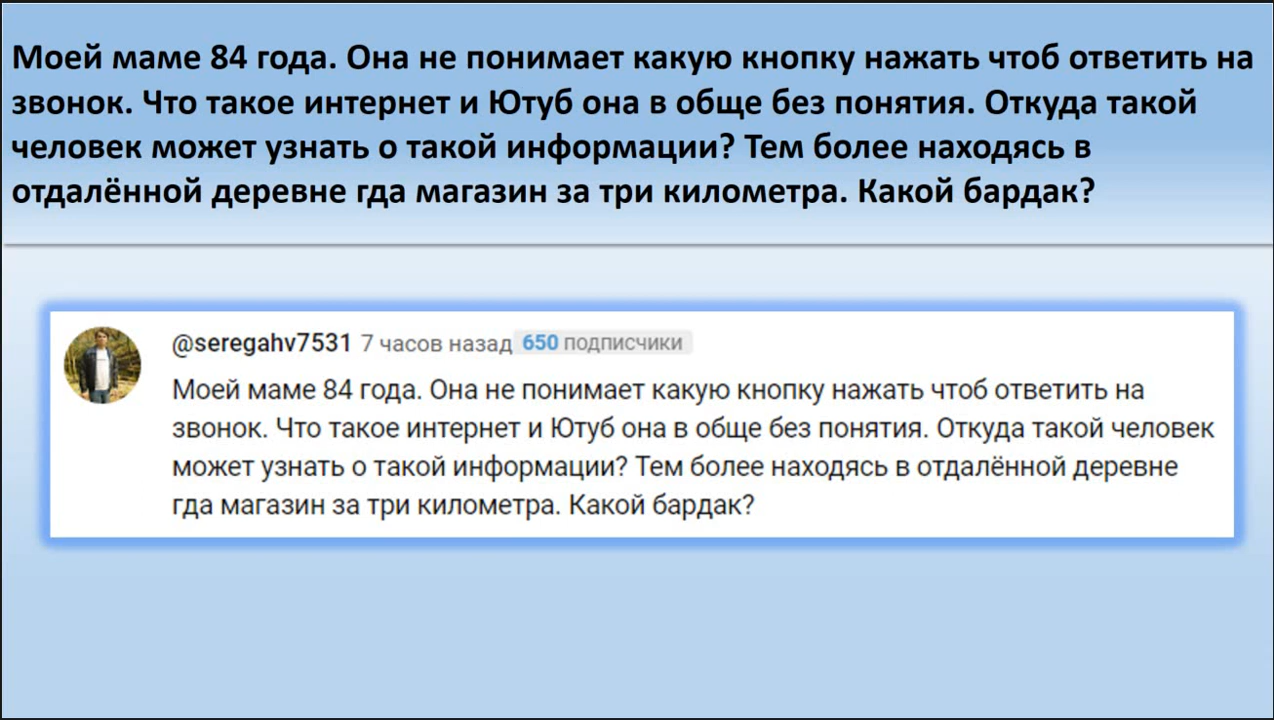 Моей маме 84 года. Она не понимает какую кнопку нажать чтоб ответить на
звонок. Что такое интернет и Ютуб она в обще без понятия. Откуда такой
человек может узнать о такой информации? Тем более находясь в
отдалённой деревне гда магазин за три километра. Какой бардак?
@seregahv7531 7 часов назад 650 подписчики
Моей маме 84 года. Она не понимает какую кнопку нажать чтоб ответить на
звонок. Что такое интернет и Ютуб она в обще без понятия. Откуда такой человек
может узнать о такой информации? Тем более находясь в отдалённой деревне
гда магазин за три километра. Какой бардак?